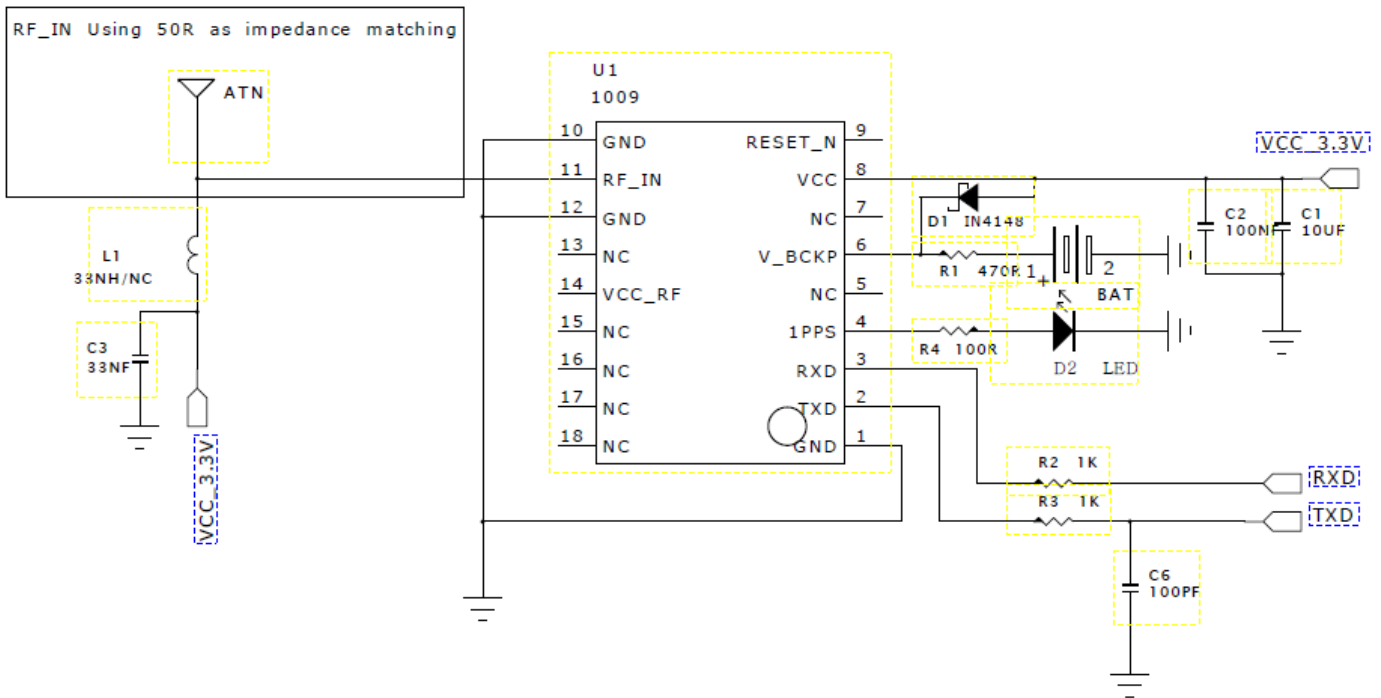 RF_IN Using 50R as impedance matching
ATN
L1
33NH/NC
C3
33NF
VCC_3.3V
U1
1009
10 GND
11 RF_IN
12 GND
13 NC
14 VCC_RF
15 NC
16 NC
17 NC
18 NC
RESET_N 9
VCC 8
NC 7
V_BCKP 6
NC 5
1PPS 4
RXD 3
TXD 2
GND 1
D1 IN4148
R1 470R
1 + 2
BAT
R4 100R
D2 LED
VCC_3.3V
C2
100NF
C1
10UF
R2 1K
RXD
R3 1K
TXD
C6
100PF